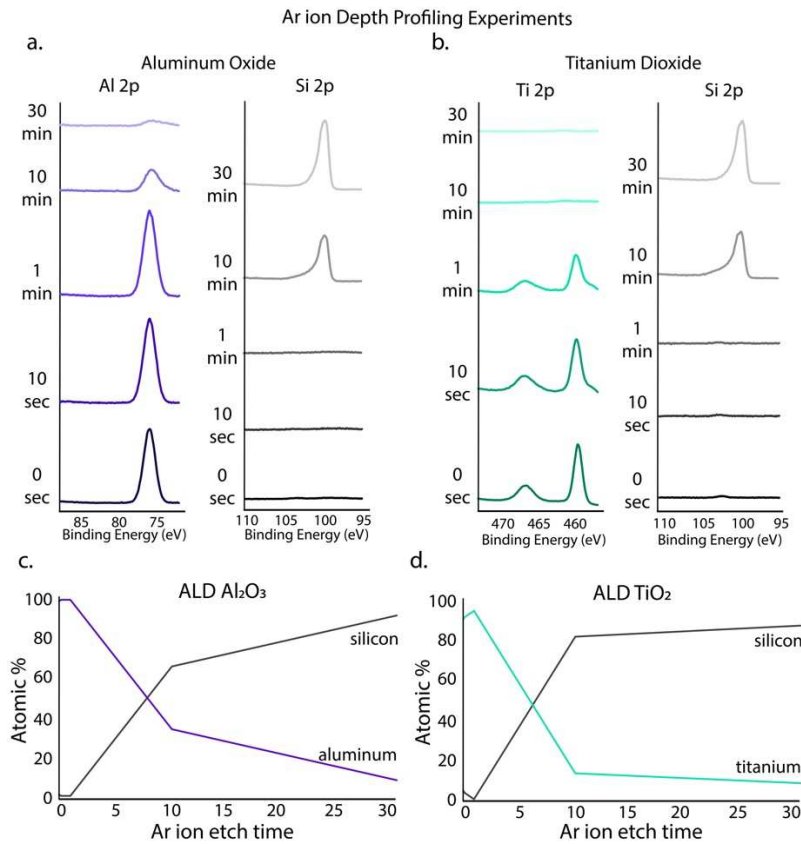 Ar ion Depth Profiling Experiments
a.
Aluminum Oxide
Al 2p
Si 2p
30
min
10
min
1
min
10
sec
0
sec
30
min
10
min
1
min
10
sec
0
sec
85 80 75
Binding Energy (eV)
110 105 100 95
Binding Energy (eV)
b.
Titanium Dioxide
Ti 2p
Si 2p
30
min
10
min
1
min
10
sec
0
sec
30
min
10
min
1
min
10
sec
0
sec
470 465 460
Binding Energy (eV)
110 105 100 95
Binding Energy (eV)
c.
ALD Al₂O₃
Atomic %
100
80
60
40
20
0
silicon
aluminum
0 5 10 15 20 25 30
Ar ion etch time
d.
ALD TiO₂
Atomic %
100
80
60
40
20
0
silicon
titanium
0 5 10 15 20 25 30
Ar ion etch time